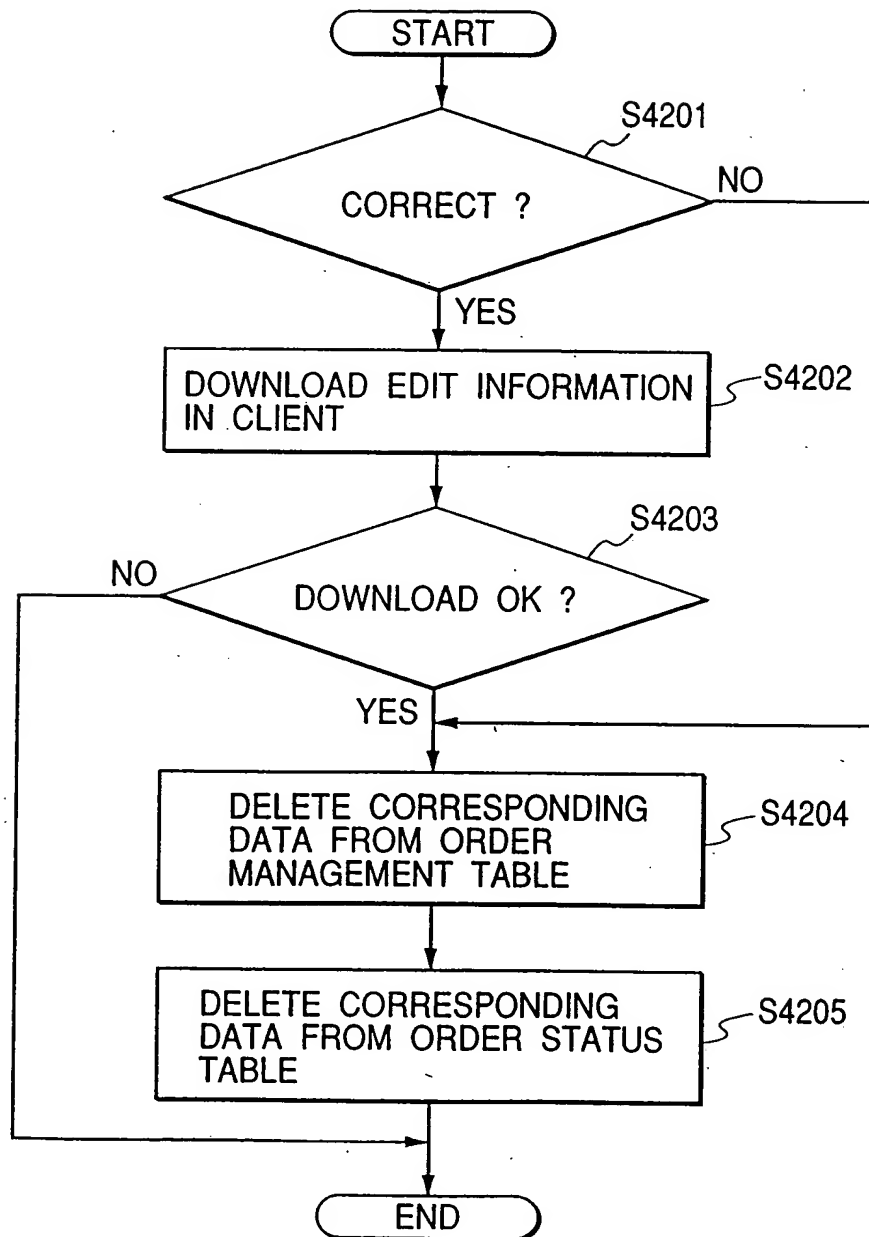 START
S4201
NO
CORRECT ?
YES
DOWNLOAD EDIT INFORMATION
IN CLIENT
S4202
S4203
NO
DOWNLOAD OK ?
YES
DELETE CORRESPONDING
DATA FROM ORDER
MANAGEMENT TABLE
S4204
DELETE CORRESPONDING
DATA FROM ORDER STATUS
TABLE
S4205
END